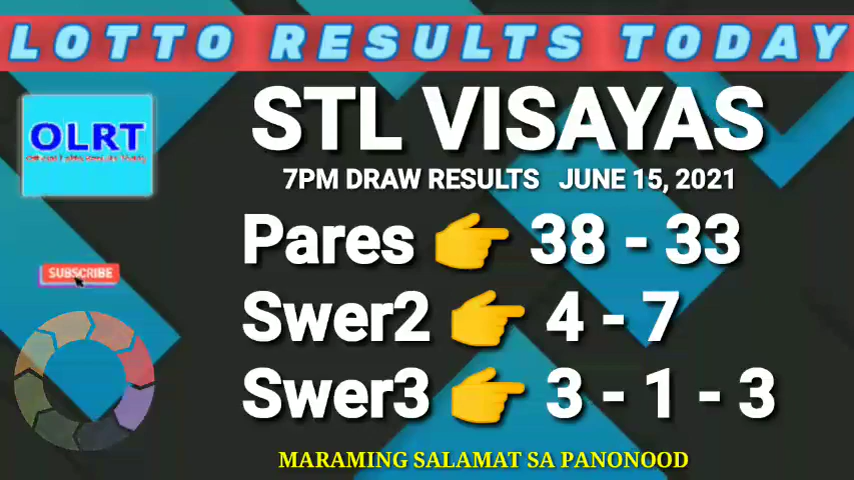 LOTTO RESULTS TODAY
OLRT
STL VISAYAS
7PM DRAW RESULTS JUNE 15, 2021
Pares 👉 38 - 33
SUBSCRIBE
Swer2 👉 4 - 7
Swer3 👉 3 - 1 - 3
MARAMING SALAMAT SA PANONOOD